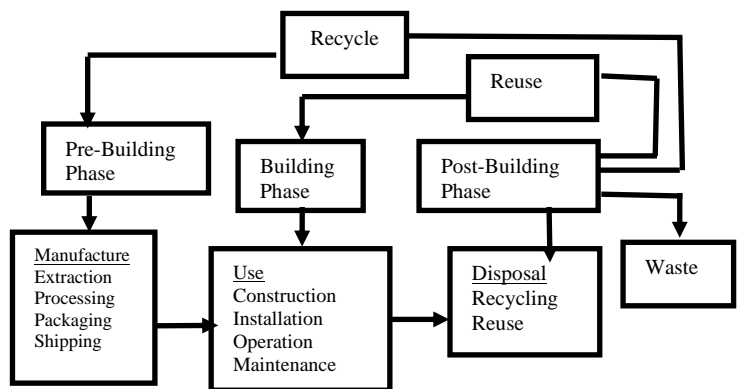 Recycle
Reuse
Pre-Building
Phase
Building
Phase
Post-Building
Phase
Manufacture
Extraction
Processing
Packaging
Shipping
Use
Construction
Installation
Operation
Maintenance
Disposal
Recycling
Reuse
Waste